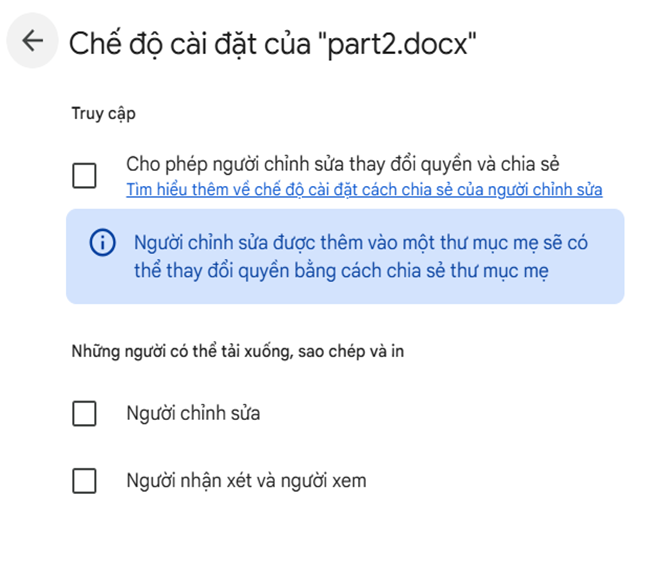 Chế độ cài đặt của "part2.docx"
Truy cập
Cho phép người chỉnh sửa thay đổi quyền và chia sẻ
Tìm hiểu thêm về chế độ cài đặt cách chia sẻ của người chỉnh sửa
Người chỉnh sửa được thêm vào một thư mục mẹ sẽ có
thể thay đổi quyền bằng cách chia sẻ thư mục mẹ
Những người có thể tải xuống, sao chép và in
Người chỉnh sửa
Người nhận xét và người xem